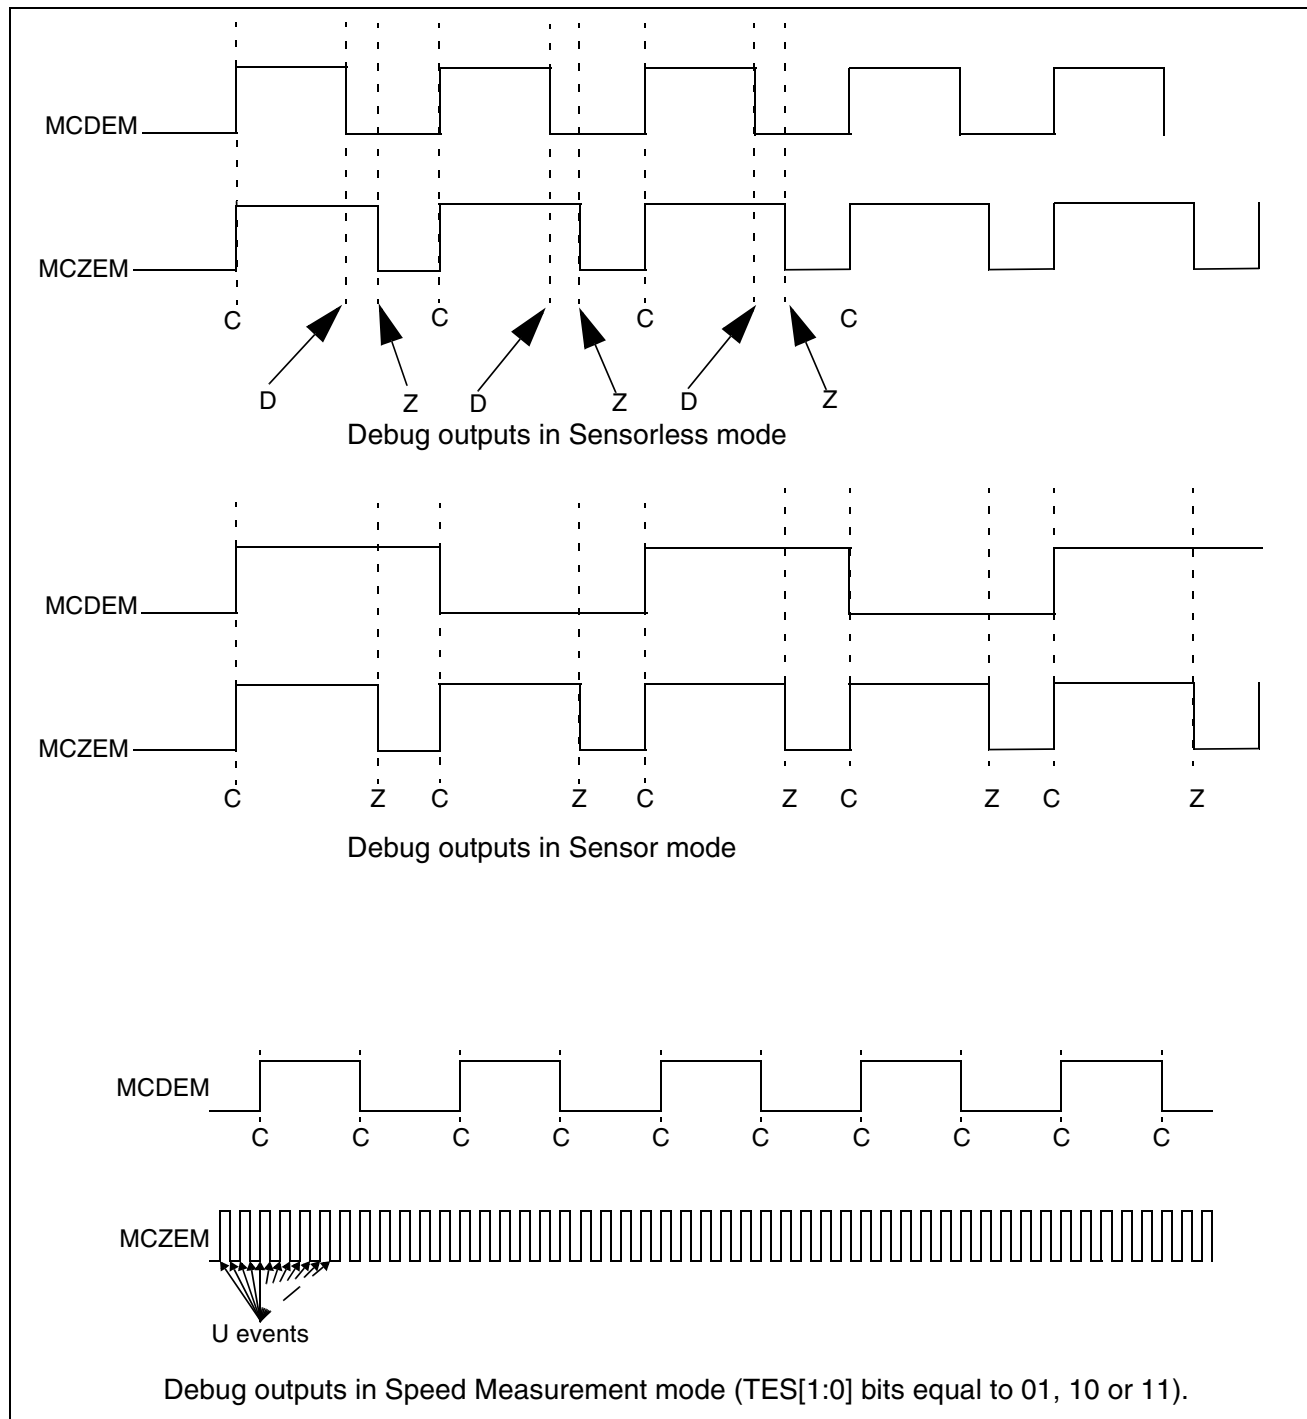 MCDEM
MCZEM
C C C C
D Z D Z D Z
Debug outputs in Sensorless mode
MCDEM
MCZEM
C Z C Z C Z C Z C Z
Debug outputs in Sensor mode
MCDEM
C C C C C C C C C C
MCZEM
U events
Debug outputs in Speed Measurement mode (TES[1:0] bits equal to 01, 10 or 11).